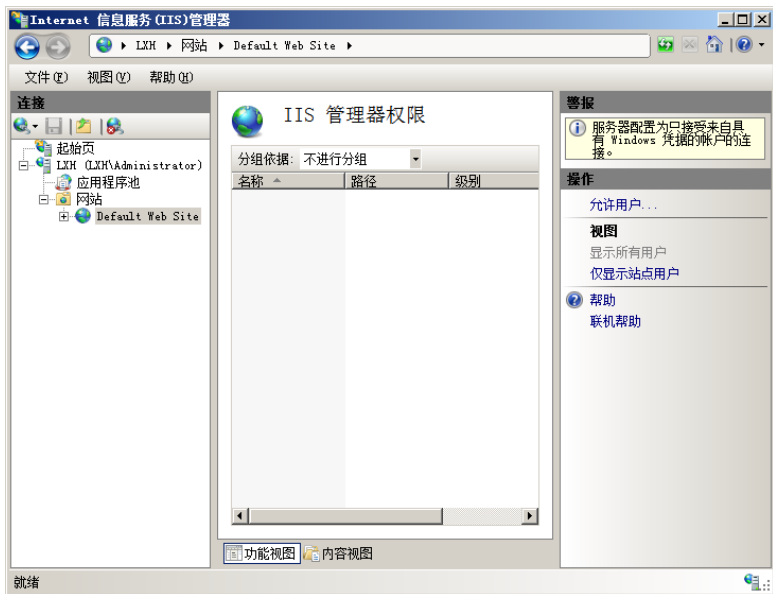 Internet 信息服务(IIS)管理器
LXH
网站
Default Web Site
文件(F)
视图(V)
帮助(H)
连接
起始页
LXH (LXH\Administrator)
应用程序池
网站
Default Web Site
IIS 管理器权限
分组依据: 不进行分组
名称 路径 级别
功能视图 内容视图
警报
服务器配置为只接受来自具
有 Windows 凭据的帐户的连
接。
操作
允许用户...
视图
显示所有用户
仅显示站点用户
帮助
联机帮助
就绪